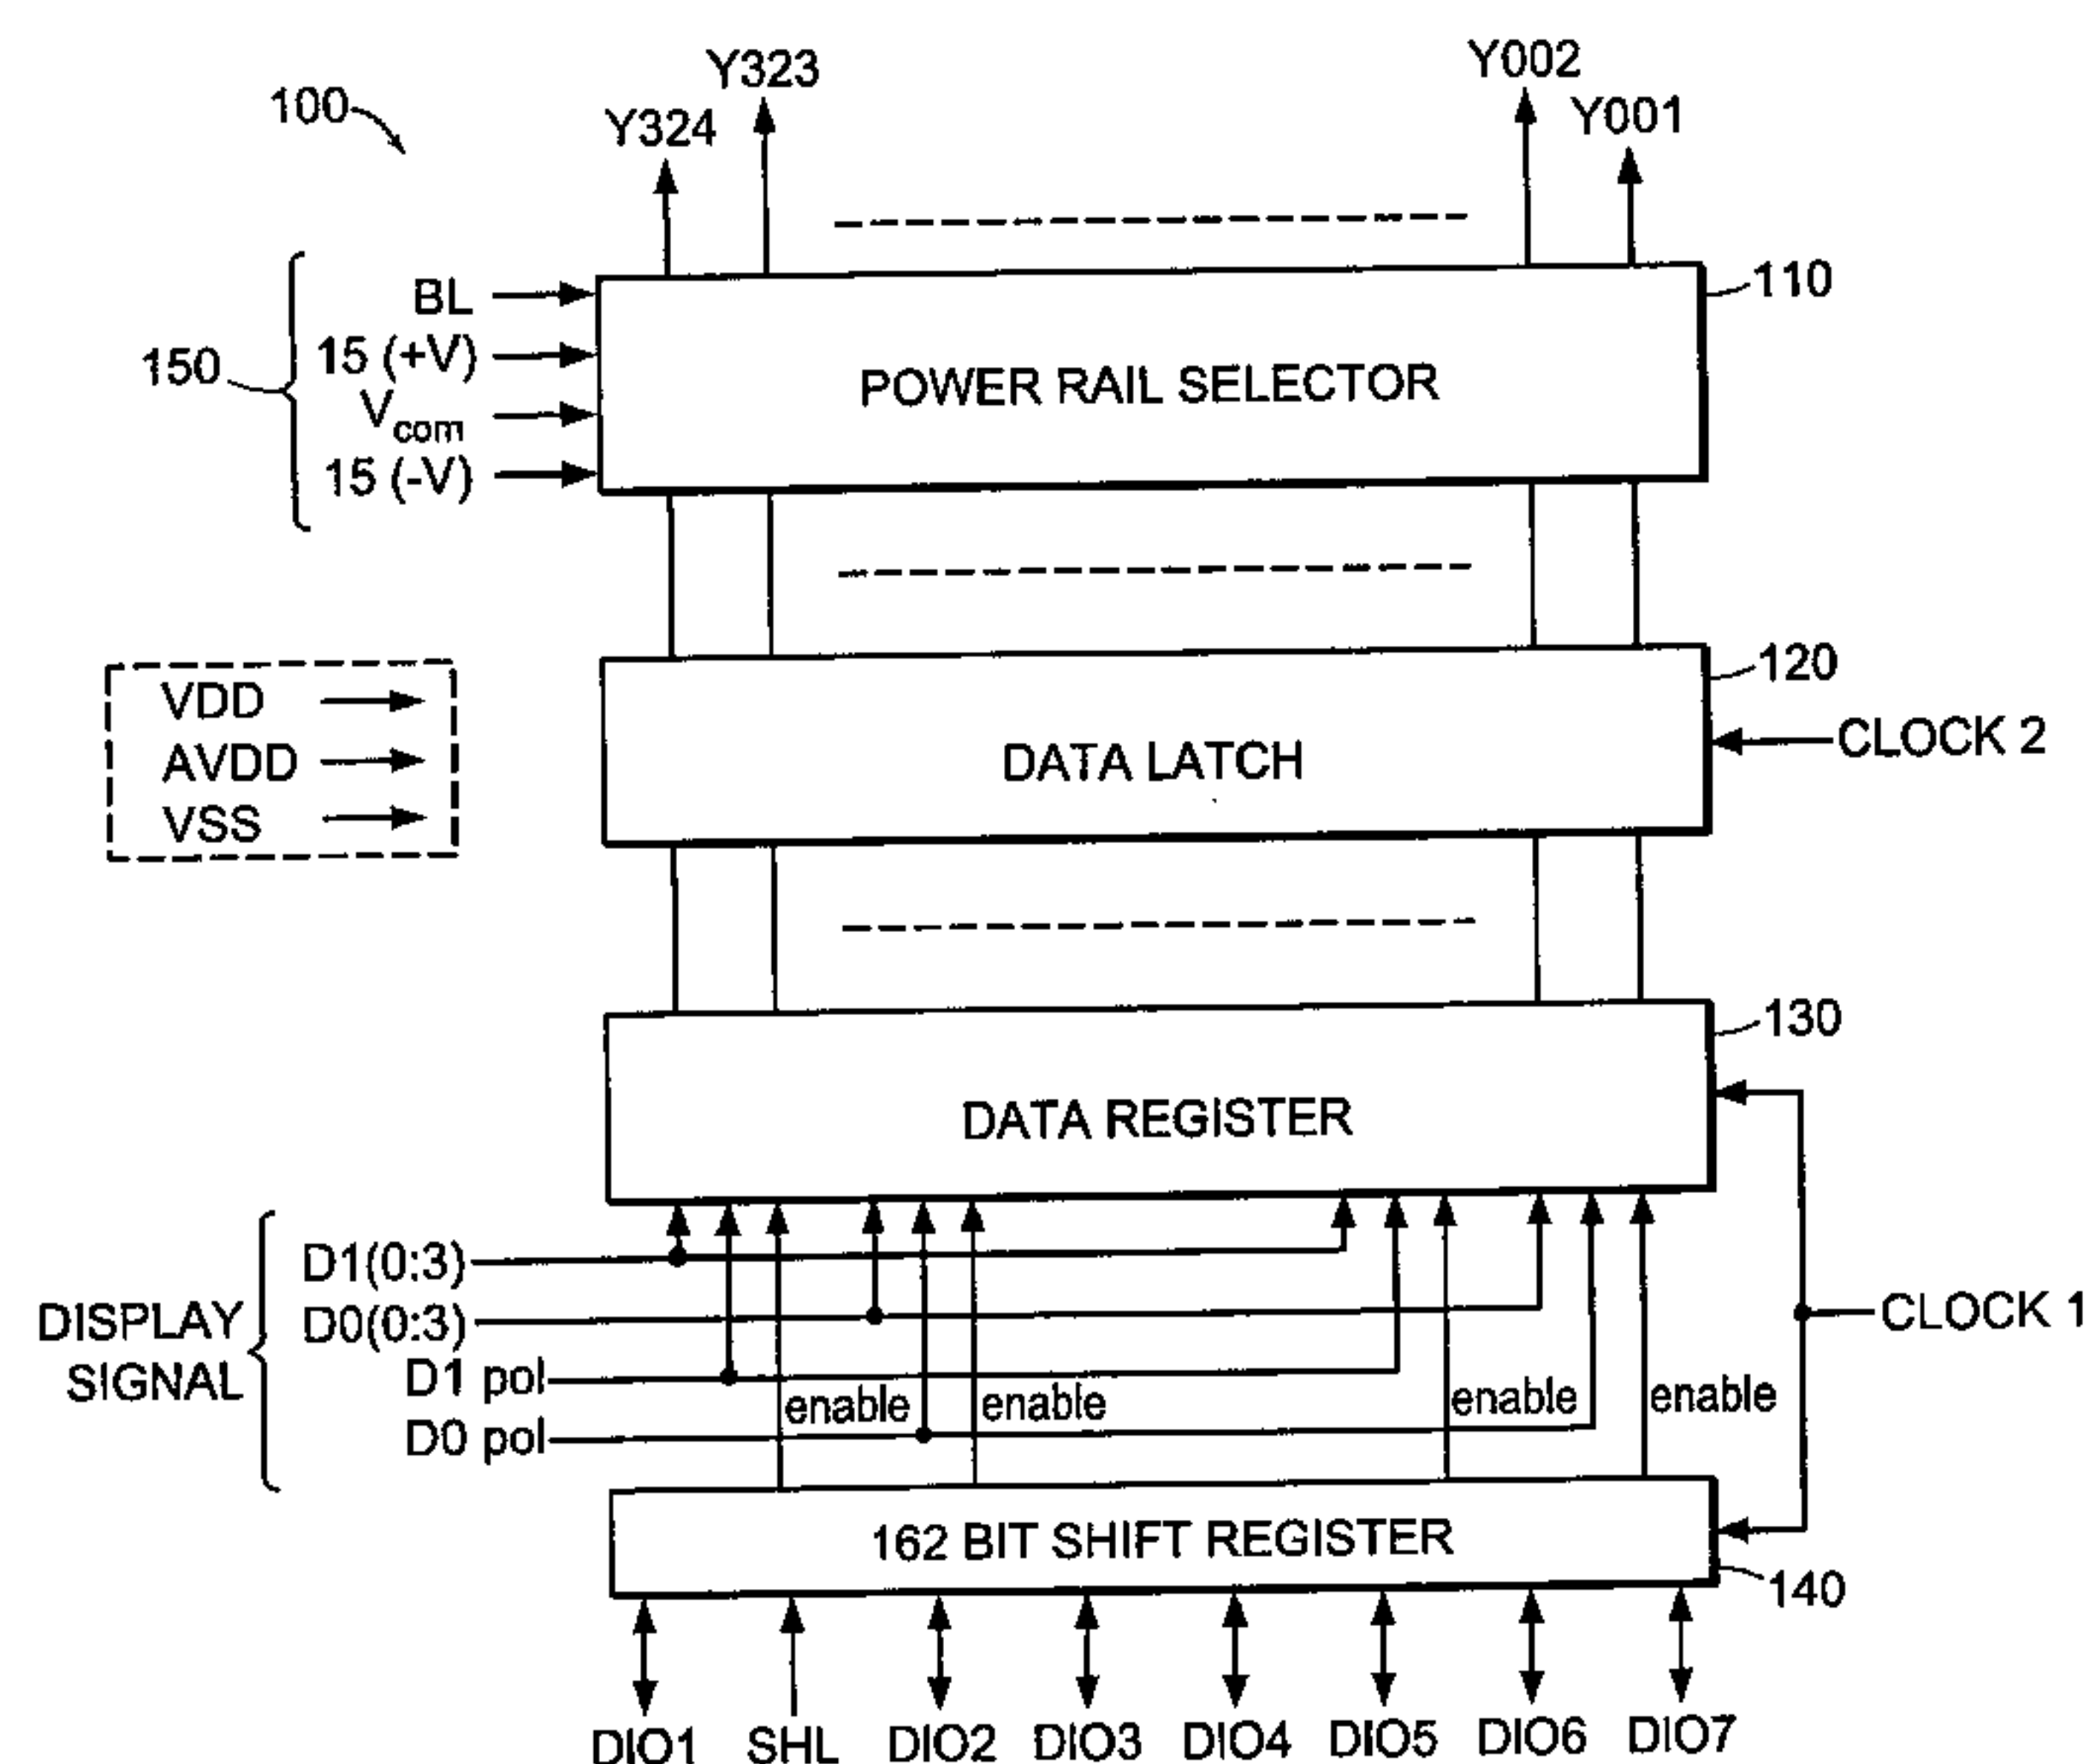 100
Y324
Y323
Y002
Y001
150
BL
15 (+V)
Vcom
15 (-V)
POWER RAIL SELECTOR
110
VDD
AVDD
VSS
DATA LATCH
120
CLOCK 2
DATA REGISTER
130
DISPLAY
SIGNAL
D1(0:3)
D0(0:3)
D1 pol
D0 pol
enable
enable
enable
enable
CLOCK 1
162 BIT SHIFT REGISTER
140
DIO1
SHL
DIO2
DIO3
DIO4
DIO5
DIO6
DIO7